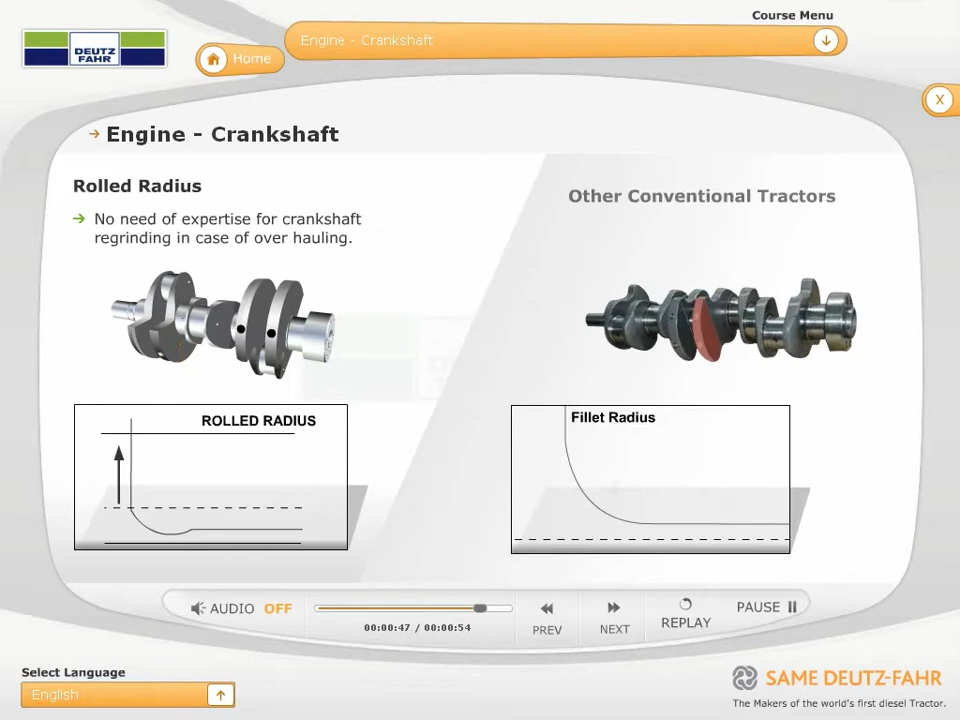 Course Menu
DEUTZ
FAHR
Home
Engine - Crankshaft
X
Engine - Crankshaft
Rolled Radius
No need of expertise for crankshaft
regrinding in case of over hauling.
Other Conventional Tractors
ROLLED RADIUS
Fillet Radius
AUDIO OFF
00:00:47 / 00:00:54
PREV
NEXT
REPLAY
PAUSE
Select Language
English
SAME DEUTZ-FAHR
The Makers of the world's first diesel Tractor.